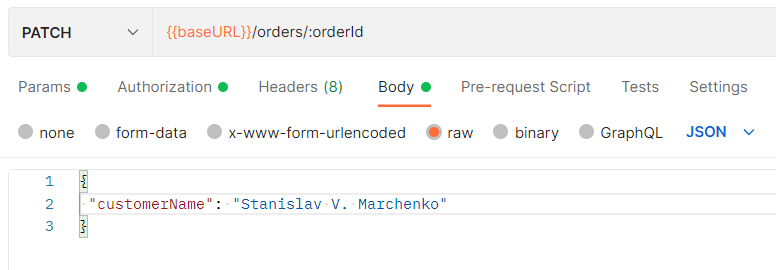 PATCH {{baseURL}}/orders/:orderId
Params Authorization Headers (8) Body Pre-request Script Tests Settings
none form-data x-www-form-urlencoded raw binary GraphQL JSON
1 {
2 "customerName": "Stanislav V. Marchenko"
3 }